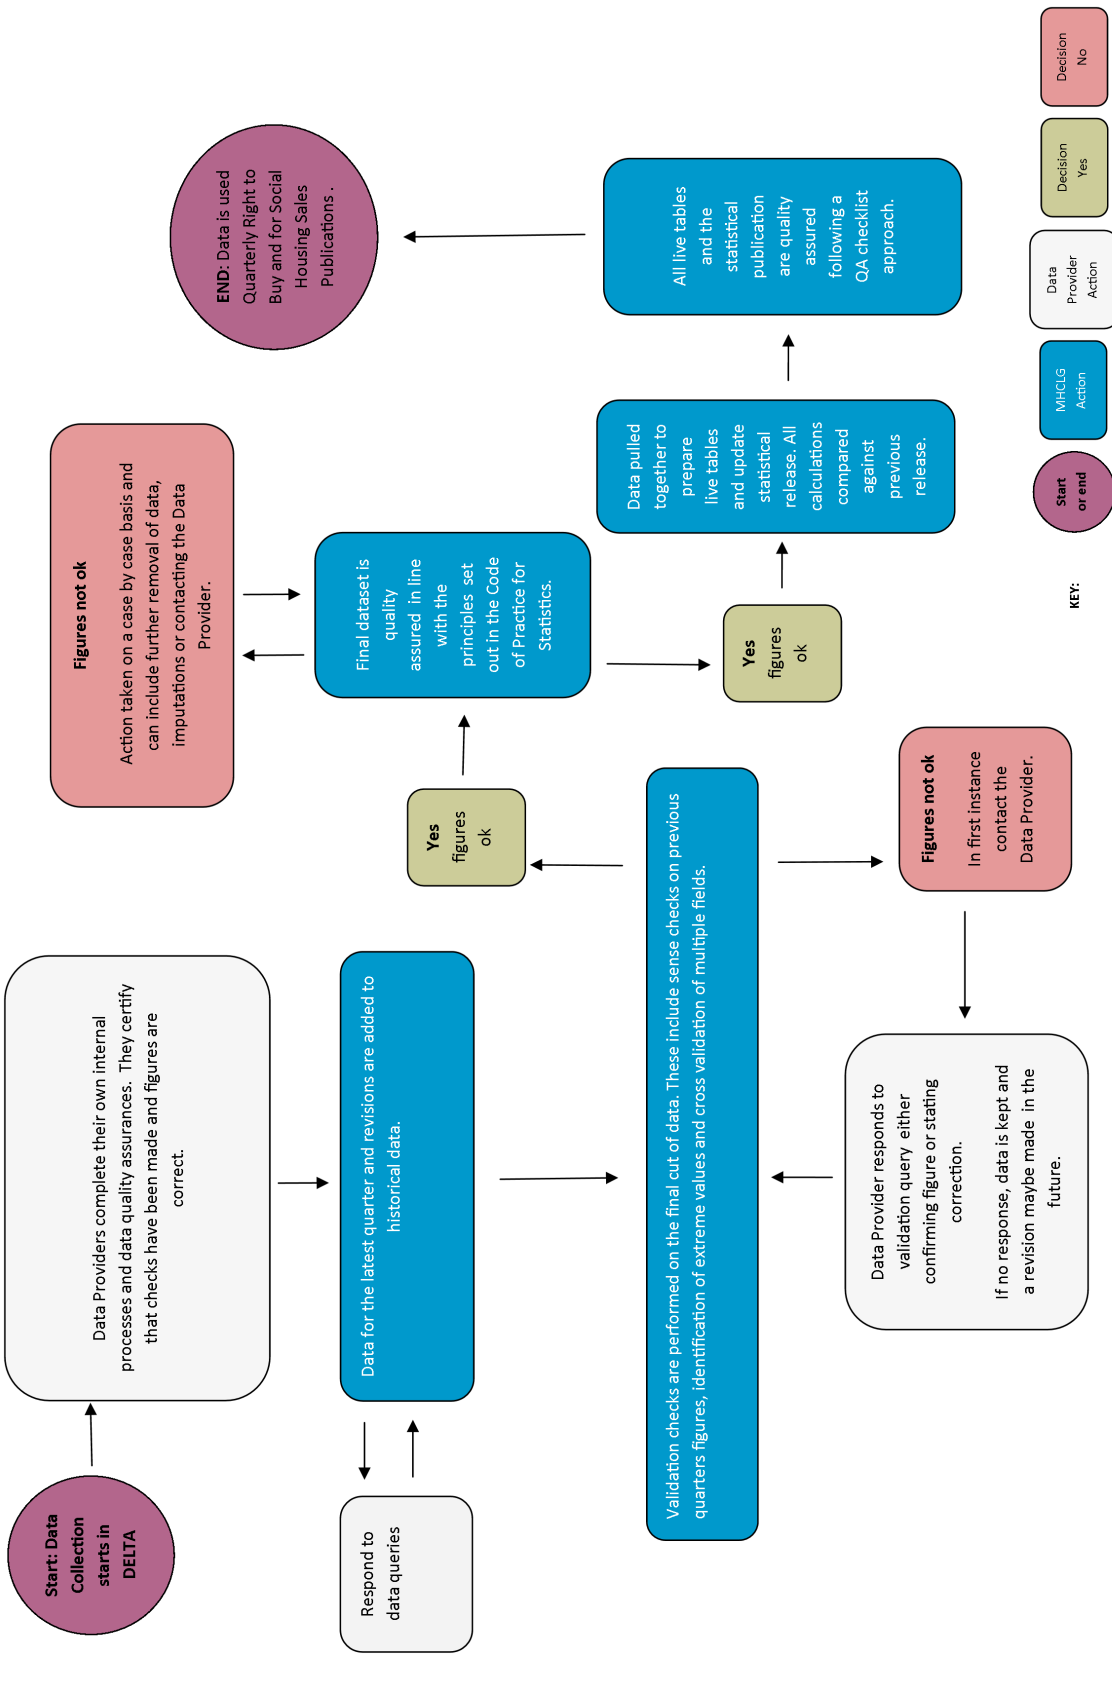 Start: Data
Collection
starts in
DELTA
Data Providers complete their own internal
processes and data quality assurances. They certify
that checks have been made and figures are
correct.
Respond to
data queries
Data for the latest quarter and revisions are added to
historical data.
Validation checks are performed on the final cut of data. These include sense checks on previous
quarters figures, identification of extreme values and cross validation of multiple fields.
Data Provider responds to
validation query either
confirming figure or stating
correction.
If no response, data is kept and
a revision maybe made in the
future.
Figures not ok
In first instance
contact the
Data Provider.
Yes
figures
ok
Figures not ok
Action taken on a case by case basis and
can include further removal of data,
imputations or contacting the Data
Provider.
Final dataset is
quality
assured in line
with the
principles set
out in the Code
of Practice for
Statistics.
Yes
figures
ok
Data pulled
together to
prepare
live tables
and update
statistical
release. All
calculations
compared
against
previous
release.
All live tables
and the
statistical
publication
are quality
assured
following a
QA checklist
approach.
END: Data is used
Quarterly Right to
Buy and for Social
Housing Sales
Publications .
KEY:
Start
or end
MHCLG
Action
Data
Provider
Action
Decision
Yes
Decision
No